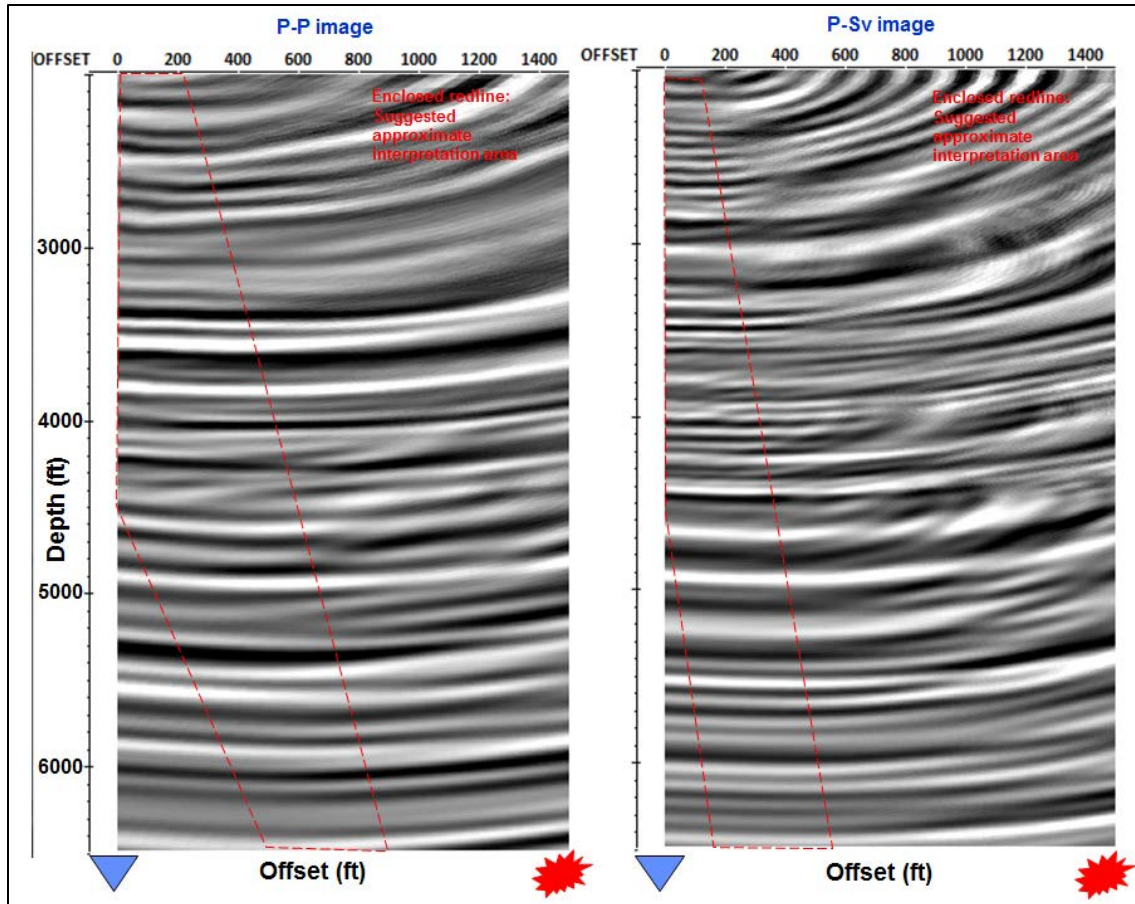 P-P image
OFFSET 0 200 400 600 800 1000 1200 1400
Enclosed redline:
Suggested
approximate
interpretation area
3000
4000
Depth (ft)
5000
6000
Offset (ft)
P-Sv image
OFFSET 0 200 400 600 800 1000 1200 1400
Enclosed redline:
Suggested
approximate
interpretation area
Offset (ft)